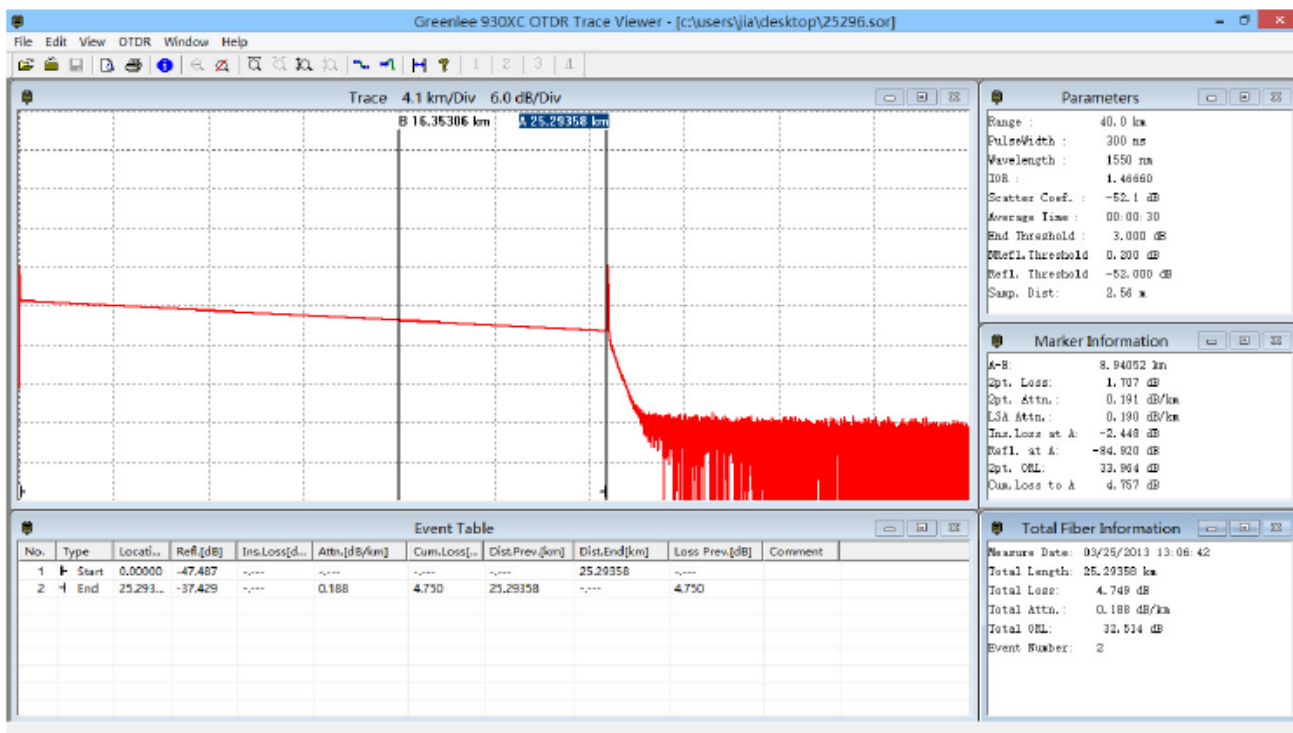 Greenlee 930XC OTDR Trace Viewer - [c:\users\jia\desktop\25296.sor]
File Edit View OTDR Window Help
1 2 3 4
Trace 4.1 km/Div 6.0 dB/Div
B 16.35306 km A 25.29358 km
Parameters
Range : 40.0 km
PulseWidth : 300 ns
Wavelength : 1550 nm
IOR : 1.46660
Scatter Coef. : -52.1 dB
Average Time : 00:00:30
End Threshold : 3.000 dB
NRefl.Threshold 0.200 dB
Refl. Threshold -52.000 dB
Samp. Dist: 2.56 m
Marker Information
A-B: 8.94052 km
2pt. Loss: 1.707 dB
2pt. Attn.: 0.191 dB/km
LSA Attn.: 0.190 dB/km
Ins.Loss at A: -2.448 dB
Refl. at A: -84.920 dB
2pt. ORL: 33.964 dB
Cum.Loss to A 4.757 dB
Event Table
No. Type Locati... Refl.[dB] Ins.Loss[d... Attn.[dB/km] Cum.Loss[... Dist.Prev.[km] Dist.End[km] Loss Prev.[dB] Comment
1 Start 0.00000 -47.487 -.--- -.--- -.--- -.--- 25.29358 -.---
2 End 25.293... -37.429 -.--- 0.188 4.750 25.29358 -.--- 4.750
Total Fiber Information
Measure Date: 03/25/2013 13:06:42
Total Length: 25.29358 km
Total Loss: 4.749 dB
Total Attn.: 0.188 dB/km
Total ORL: 32.514 dB
Event Number: 2